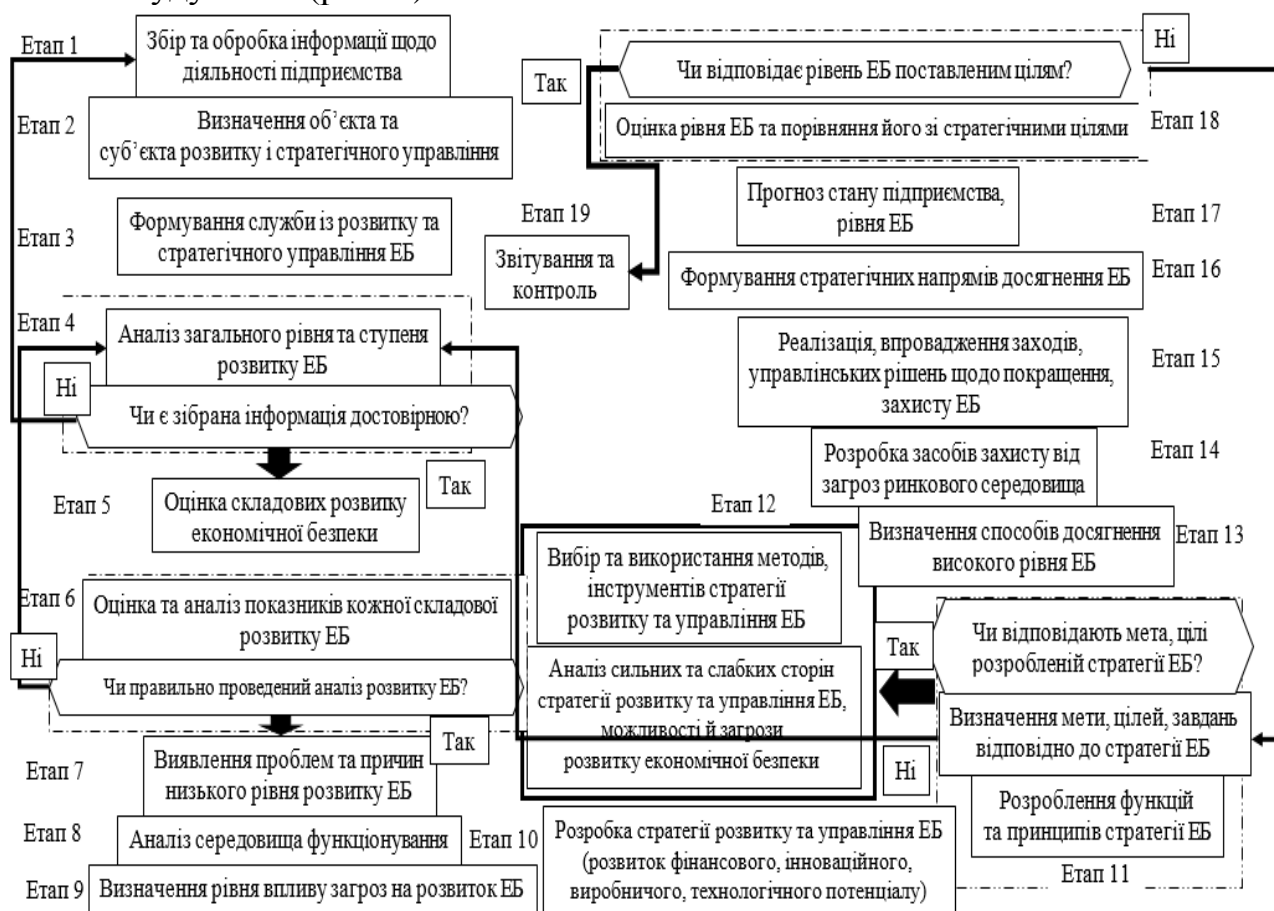 Етап 1
Збір та обробка інформації щодо
діяльності підприємства
Етап 2
Визначення об’єкта та
суб’єкта розвитку і стратегічного управління
Етап 3
Формування служби із розвитку та
стратегічного управління ЕБ
Етап 4
Аналіз загального рівня та ступеня
розвитку ЕБ
Ні
Чи є зібрана інформація достовірною?
Так
Етап 5
Оцінка складових розвитку
економічної безпеки
Етап 6
Оцінка та аналіз показників кожної складової
розвитку ЕБ
Ні
Чи правильно проведений аналіз розвитку ЕБ?
Так
Етап 7
Виявлення проблем та причин
низького рівня розвитку ЕБ
Етап 8
Аналіз середовища функціонування
Етап 9
Визначення рівня впливу загроз на розвиток ЕБ
Етап 10
Розробка стратегії розвитку та управління ЕБ
(розвиток фінансового, інноваційного,
виробничого, технологічного потенціалу)
Ні
Так
Чи відповідає рівень ЕБ поставленим цілям?
Оцінка рівня ЕБ та порівняння його зі стратегічними цілями
Етап 18
Прогноз стану підприємства,
рівня ЕБ
Етап 17
Етап 19
Звітування та
контроль
Формування стратегічних напрямів досягнення ЕБ
Етап 16
Реалізація, впровадження заходів,
управлінських рішень щодо покращення,
захисту ЕБ
Етап 15
Розробка засобів захисту від
загроз ринкового середовища
Етап 14
Етап 12
Визначення способів досягнення
високого рівня ЕБ
Етап 13
Вибір та використання методів,
інструментів стратегії
розвитку та управління ЕБ
Аналіз сильних та слабких сторін
стратегії розвитку та управління ЕБ,
можливості й загрози
розвитку економічної безпеки
Так
Чи відповідають мета, цілі
розробленій стратегії ЕБ?
Визначення мети, цілей, завдань
відповідно до стратегії ЕБ
Ні
Розроблення функцій
та принципів стратегії ЕБ
Етап 11